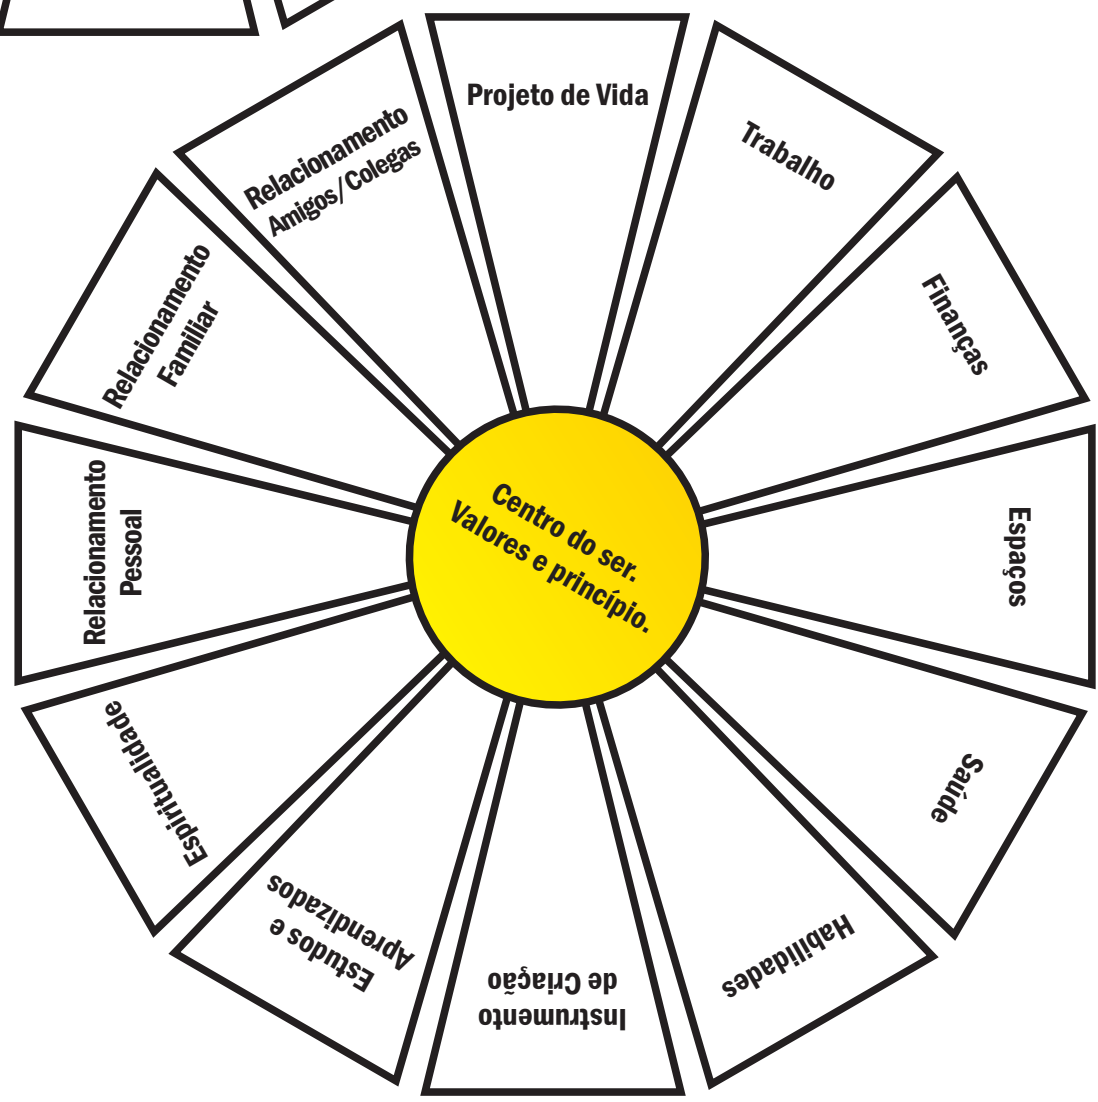 Projeto de Vida
Trabalho
Finanças
Espaços
Saúde
Habilidades
Instrumento
de Criação
Estudos e
Aprendizados
Espiritualidade
Relacionamento
Pessoal
Relacionamento
Familiar
Relacionamento
Amigos/Colegas
Centro do ser.
Valores e princípio.